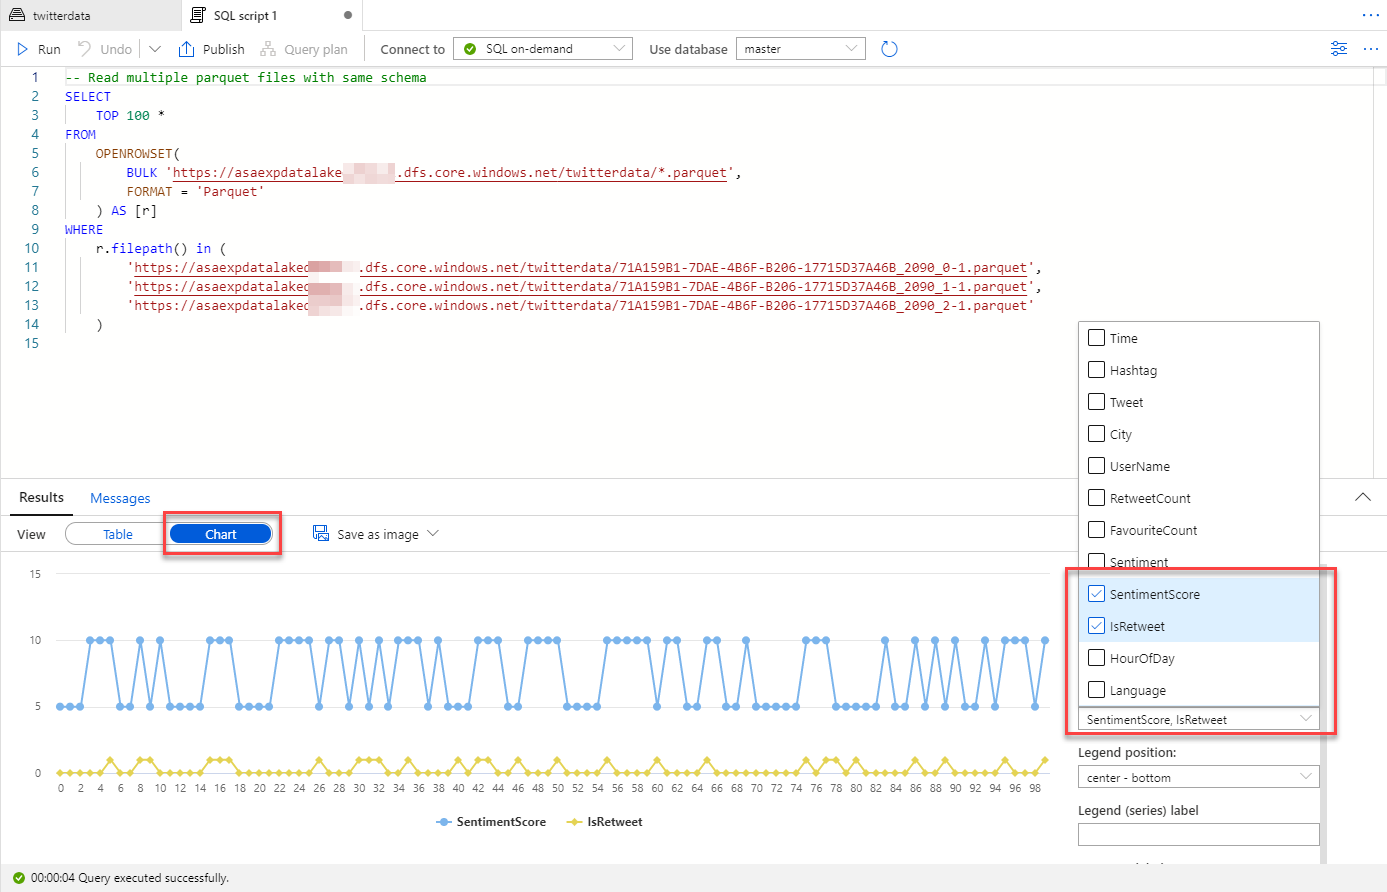 twitterdata
SQL script 1
Run Undo Publish Query plan Connect to SQL on-demand Use database master
1 -- Read multiple parquet files with same schema
2 SELECT
3 TOP 100 *
4 FROM
5 OPENROWSET(
6 BULK 'https://asaexpdatalake .dfs.core.windows.net/twitterdata/*.parquet',
7 FORMAT = 'Parquet'
8 ) AS [r]
9 WHERE
10 r.filepath() in (
11 'https://asaexpdatalake .dfs.core.windows.net/twitterdata/71A159B1-7DAE-4B6F-B206-17715D37A46B_2090_0-1.parquet',
12 'https://asaexpdatalake .dfs.core.windows.net/twitterdata/71A159B1-7DAE-4B6F-B206-17715D37A46B_2090_1-1.parquet',
13 'https://asaexpdatalake .dfs.core.windows.net/twitterdata/71A159B1-7DAE-4B6F-B206-17715D37A46B_2090_2-1.parquet'
14 )
15
Results Messages
View Table Chart Save as image
15
10
5
0
0 2 4 6 8 10 12 14 16 18 20 22 24 26 28 30 32 34 36 38 40 42 44 46 48 50 52 54 56 58 60 62 64 66 68 70 72 74 76 78 80 82 84 86 88 90 92 94 96 98
SentimentScore IsRetweet
Time
Hashtag
Tweet
City
UserName
RetweetCount
FavouriteCount
Sentiment
SentimentScore
IsRetweet
HourOfDay
Language
SentimentScore, IsRetweet
Legend position:
center - bottom
Legend (series) label
00:00:04 Query executed successfully.